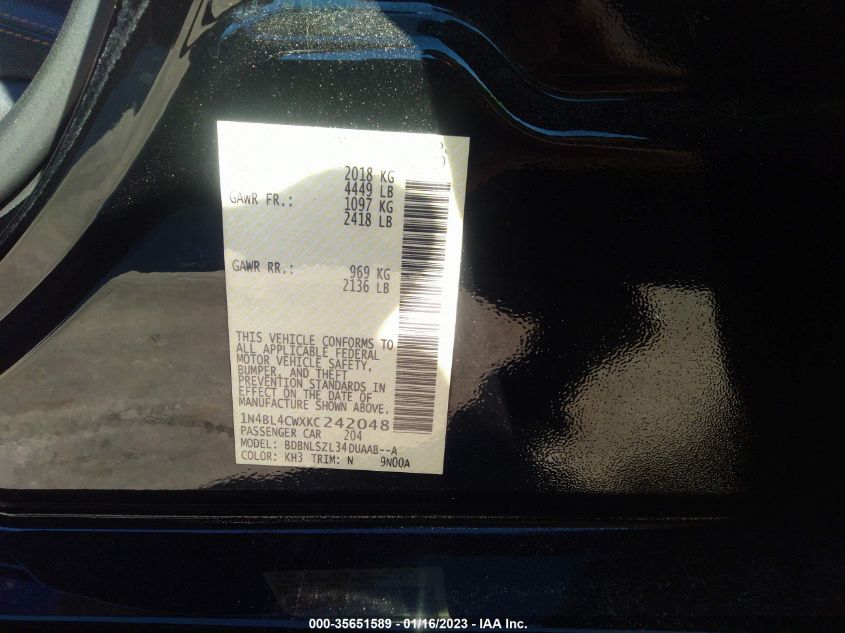 2018 KG
4449 LB
GAWR FR.: 1097 KG
2418 LB
GAWR RR.: 969 KG
2136 LB
THIS VEHICLE CONFORMS TO
ALL APPLICABLE FEDERAL
MOTOR VEHICLE SAFETY,
BUMPER, AND THEFT
PREVENTION STANDARDS IN
EFFECT ON THE DATE OF
MANUFACTURE SHOWN ABOVE.
1N4BL4CWXKC242048
PASSENGER CAR 204
MODEL: BDBNLSZL34DUAAB--A
COLOR: KH3 TRIM: N 9N00A
000-35651589 - 01/16/2023 - IAA Inc.